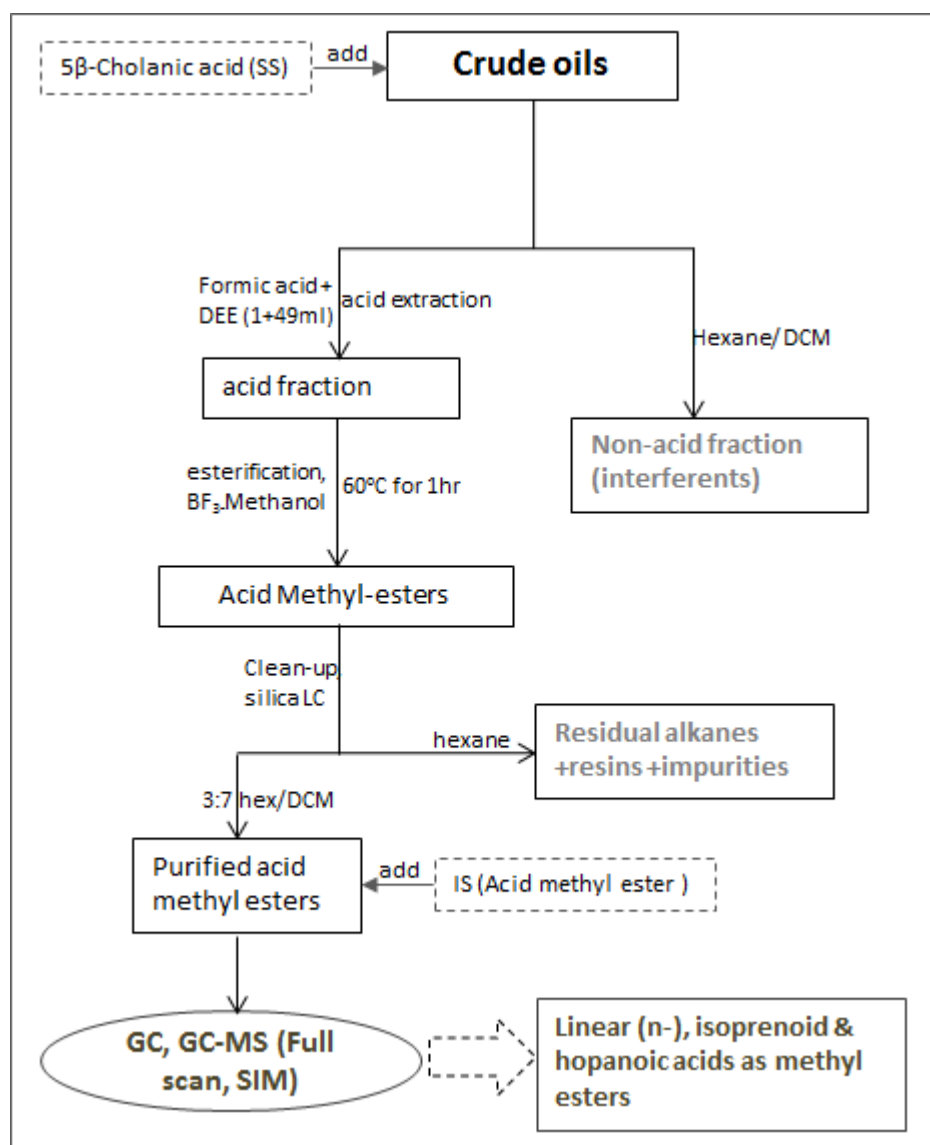 5β-Cholanic acid (SS)
add
Crude oils
Formic acid+
DEE (1+49ml)
acid extraction
Hexane/ DCM
acid fraction
Non-acid fraction
(interferents)
esterification,
BF₃-Methanol
60°C for 1hr
Acid Methyl-esters
Clean-up,
silica LC
hexane
Residual alkanes
+resins +impurities
3:7 hex/DCM
Purified acid
methyl esters
add
IS (Acid methyl ester )
GC, GC-MS (Full
scan, SIM)
Linear (n-), isoprenoid &
hopanoic acids as methyl
esters